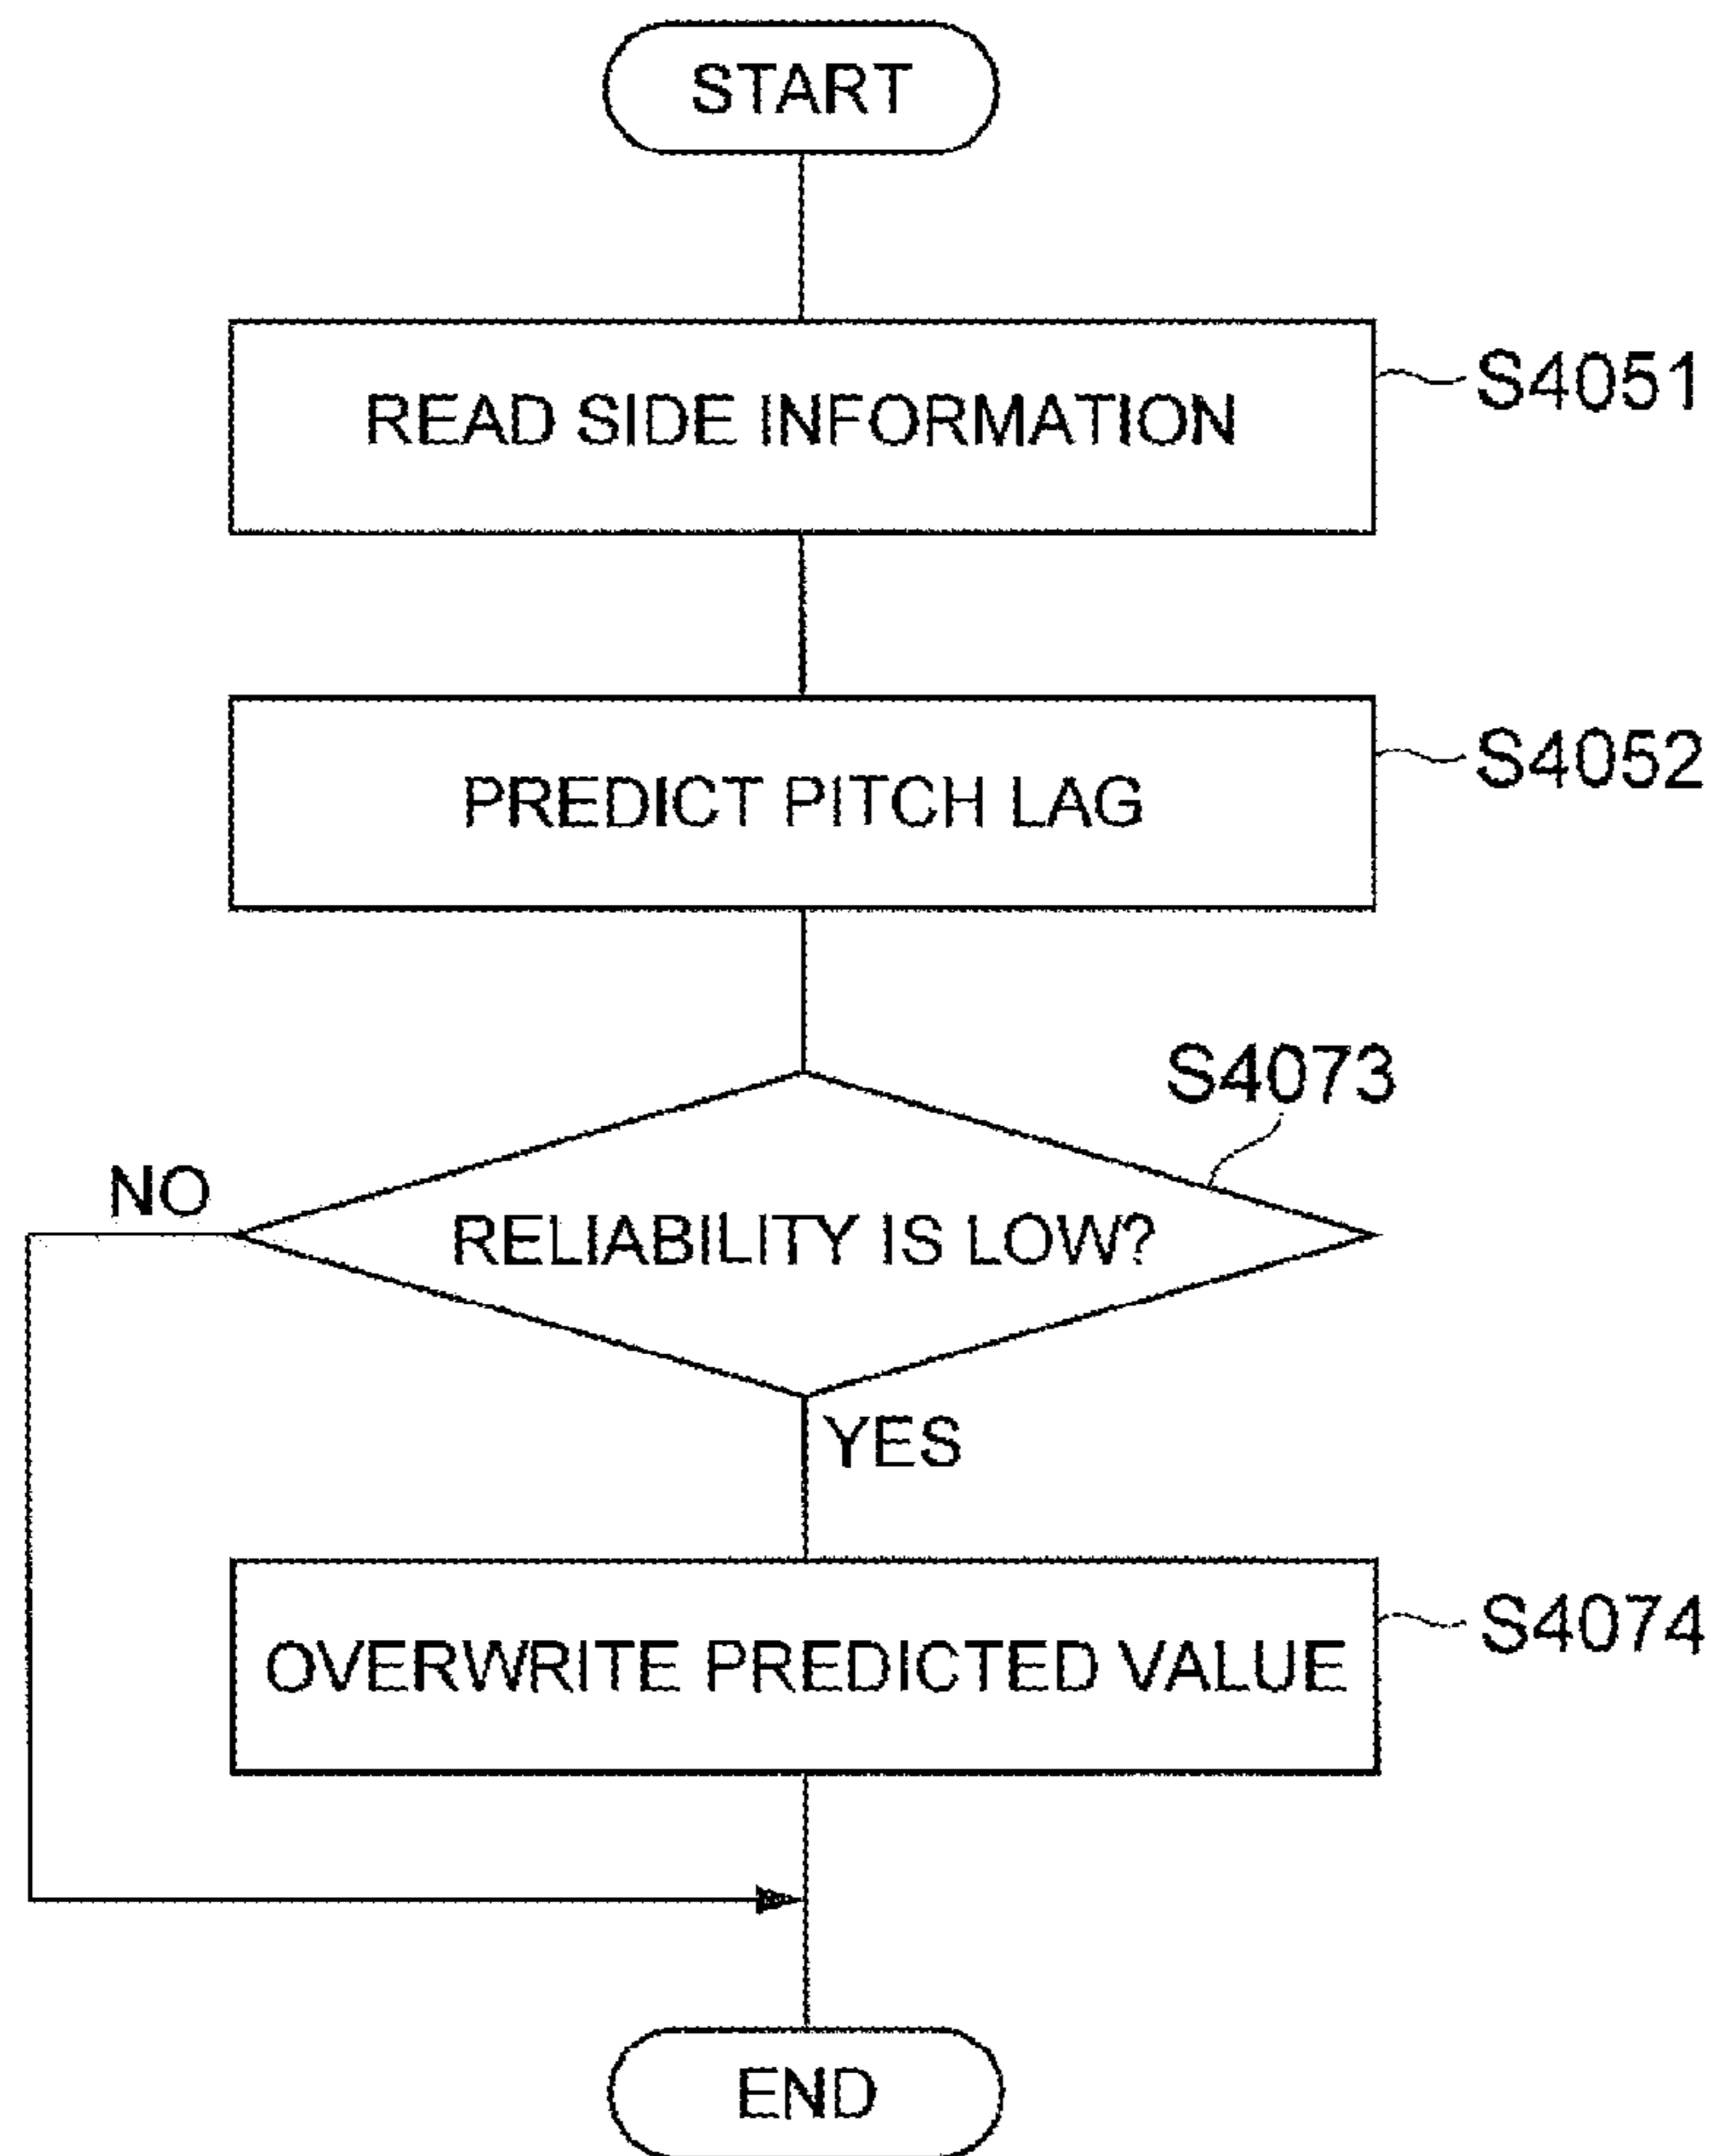 START
READ SIDE INFORMATION
S4051
PREDICT PITCH LAG
S4052
S4073
NO
RELIABILITY IS LOW?
YES
OVERWRITE PREDICTED VALUE
S4074
END